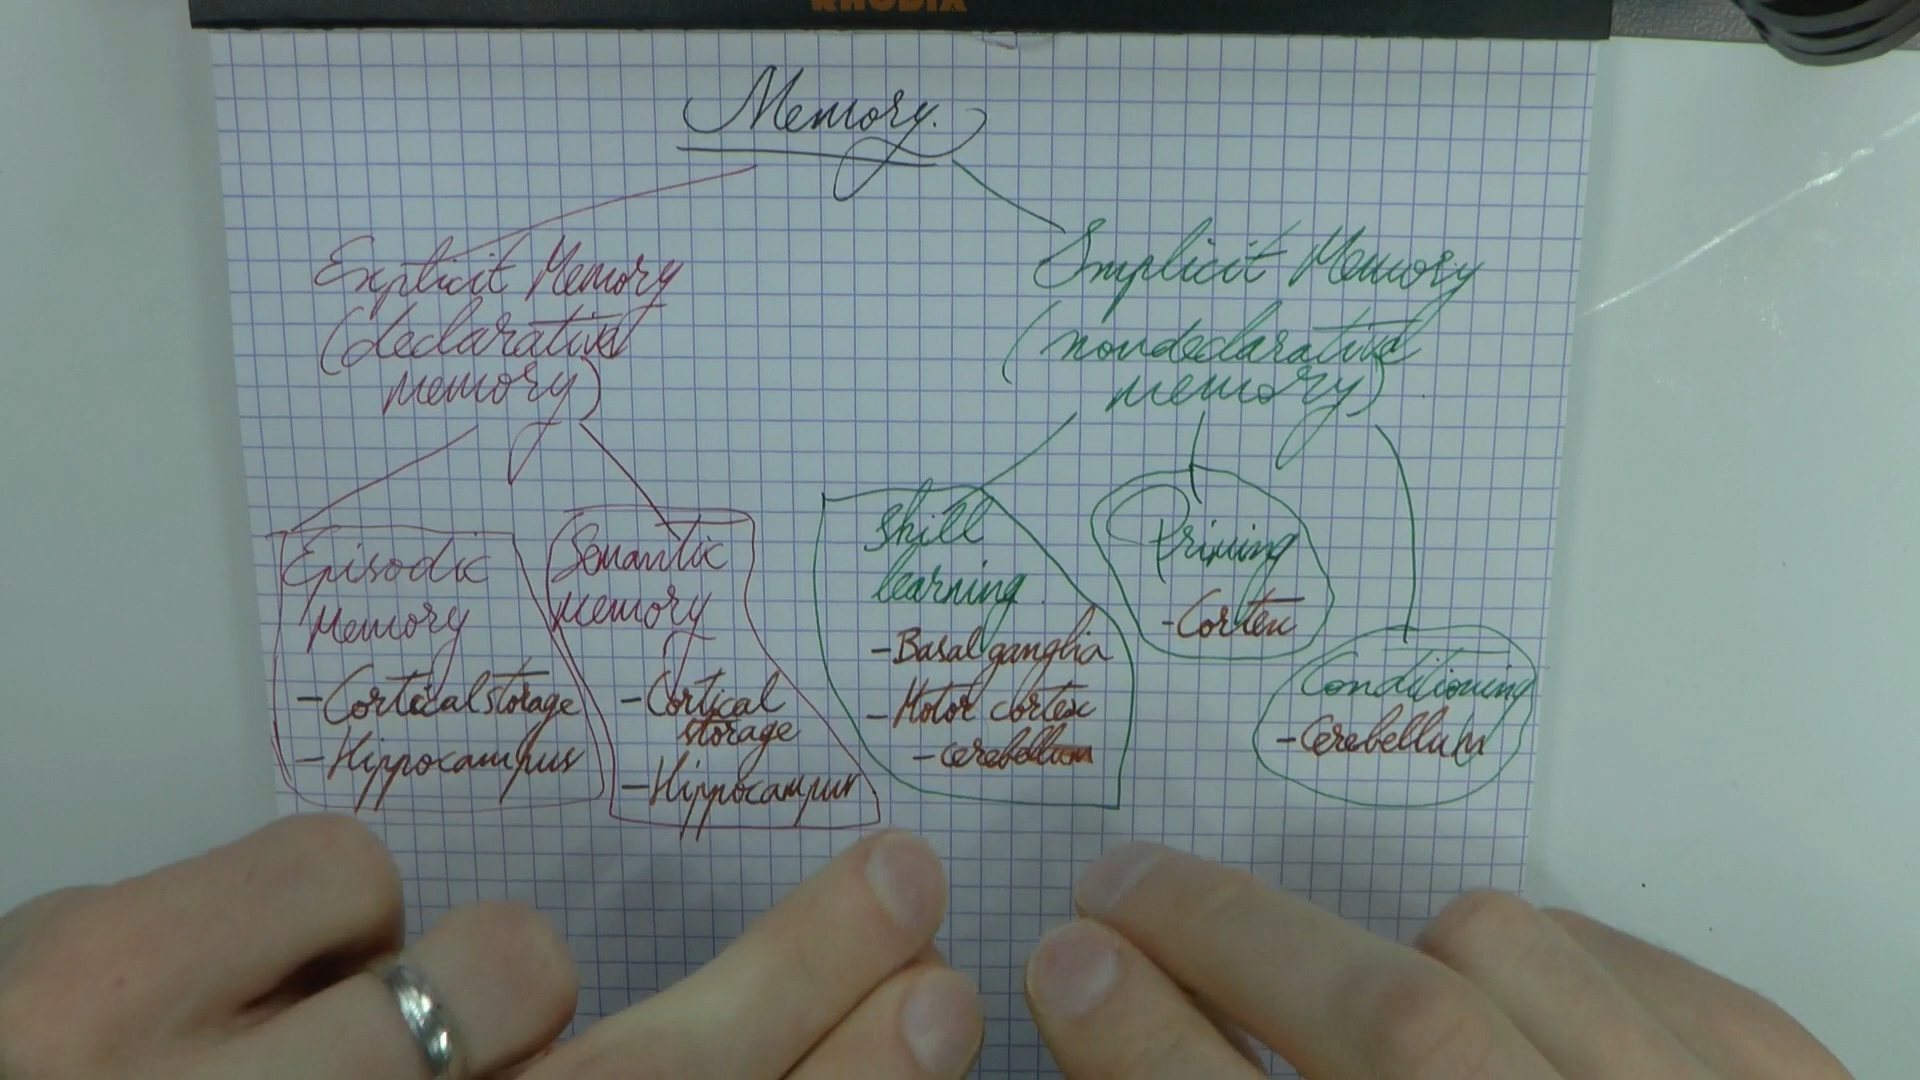 RHODIA
Memory.
Explicit Memory
(declarative
memory)
Implicit Memory
(nondeclarative
memory)
Episodic
Memory
-Cortical storage
-Hippocampus
Semantic
memory
-Cortical
storage
-Hippocampus
Skill
learning
-Basal ganglia
-Motor cortex
-cerebellum
Priming
-Cortex
Conditioning
-Cerebellum